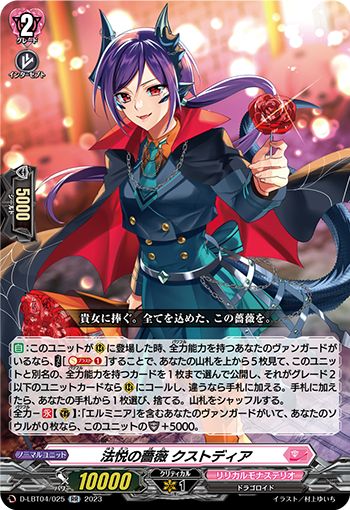 2
グレード
インターセプト
5000
シールド
貴女に捧ぐ。全てを込めた、この薔薇を。
自:このユニットがRに登場した時、全力能力を持つあなたのヴァンガードが
いるなら、【ソウルブラスト1】することで、あなたの山札を上から5枚見て、このユニッ
トと別名の、全力能力を持つカードを1枚まで選んで公開し、それがグレード2
以下のユニットカードならRにコールし、違うなら手札に加える。手札に加え
たら、あなたの手札から1枚選び、捨てる。山札をシャッフルする。
全力-永【R】:「エルミニア」を含むあなたのヴァンガードがいて、あなたのソ
ウルが0枚なら、このユニットの+5000。
ノーマルユニット
法悦の薔薇 クストディア
リリカルモナステリオ
パワー 10000
クリティカル
1
ドラゴロイド
D-LBT04/025 RR 2023
イラスト/村上ゆいち